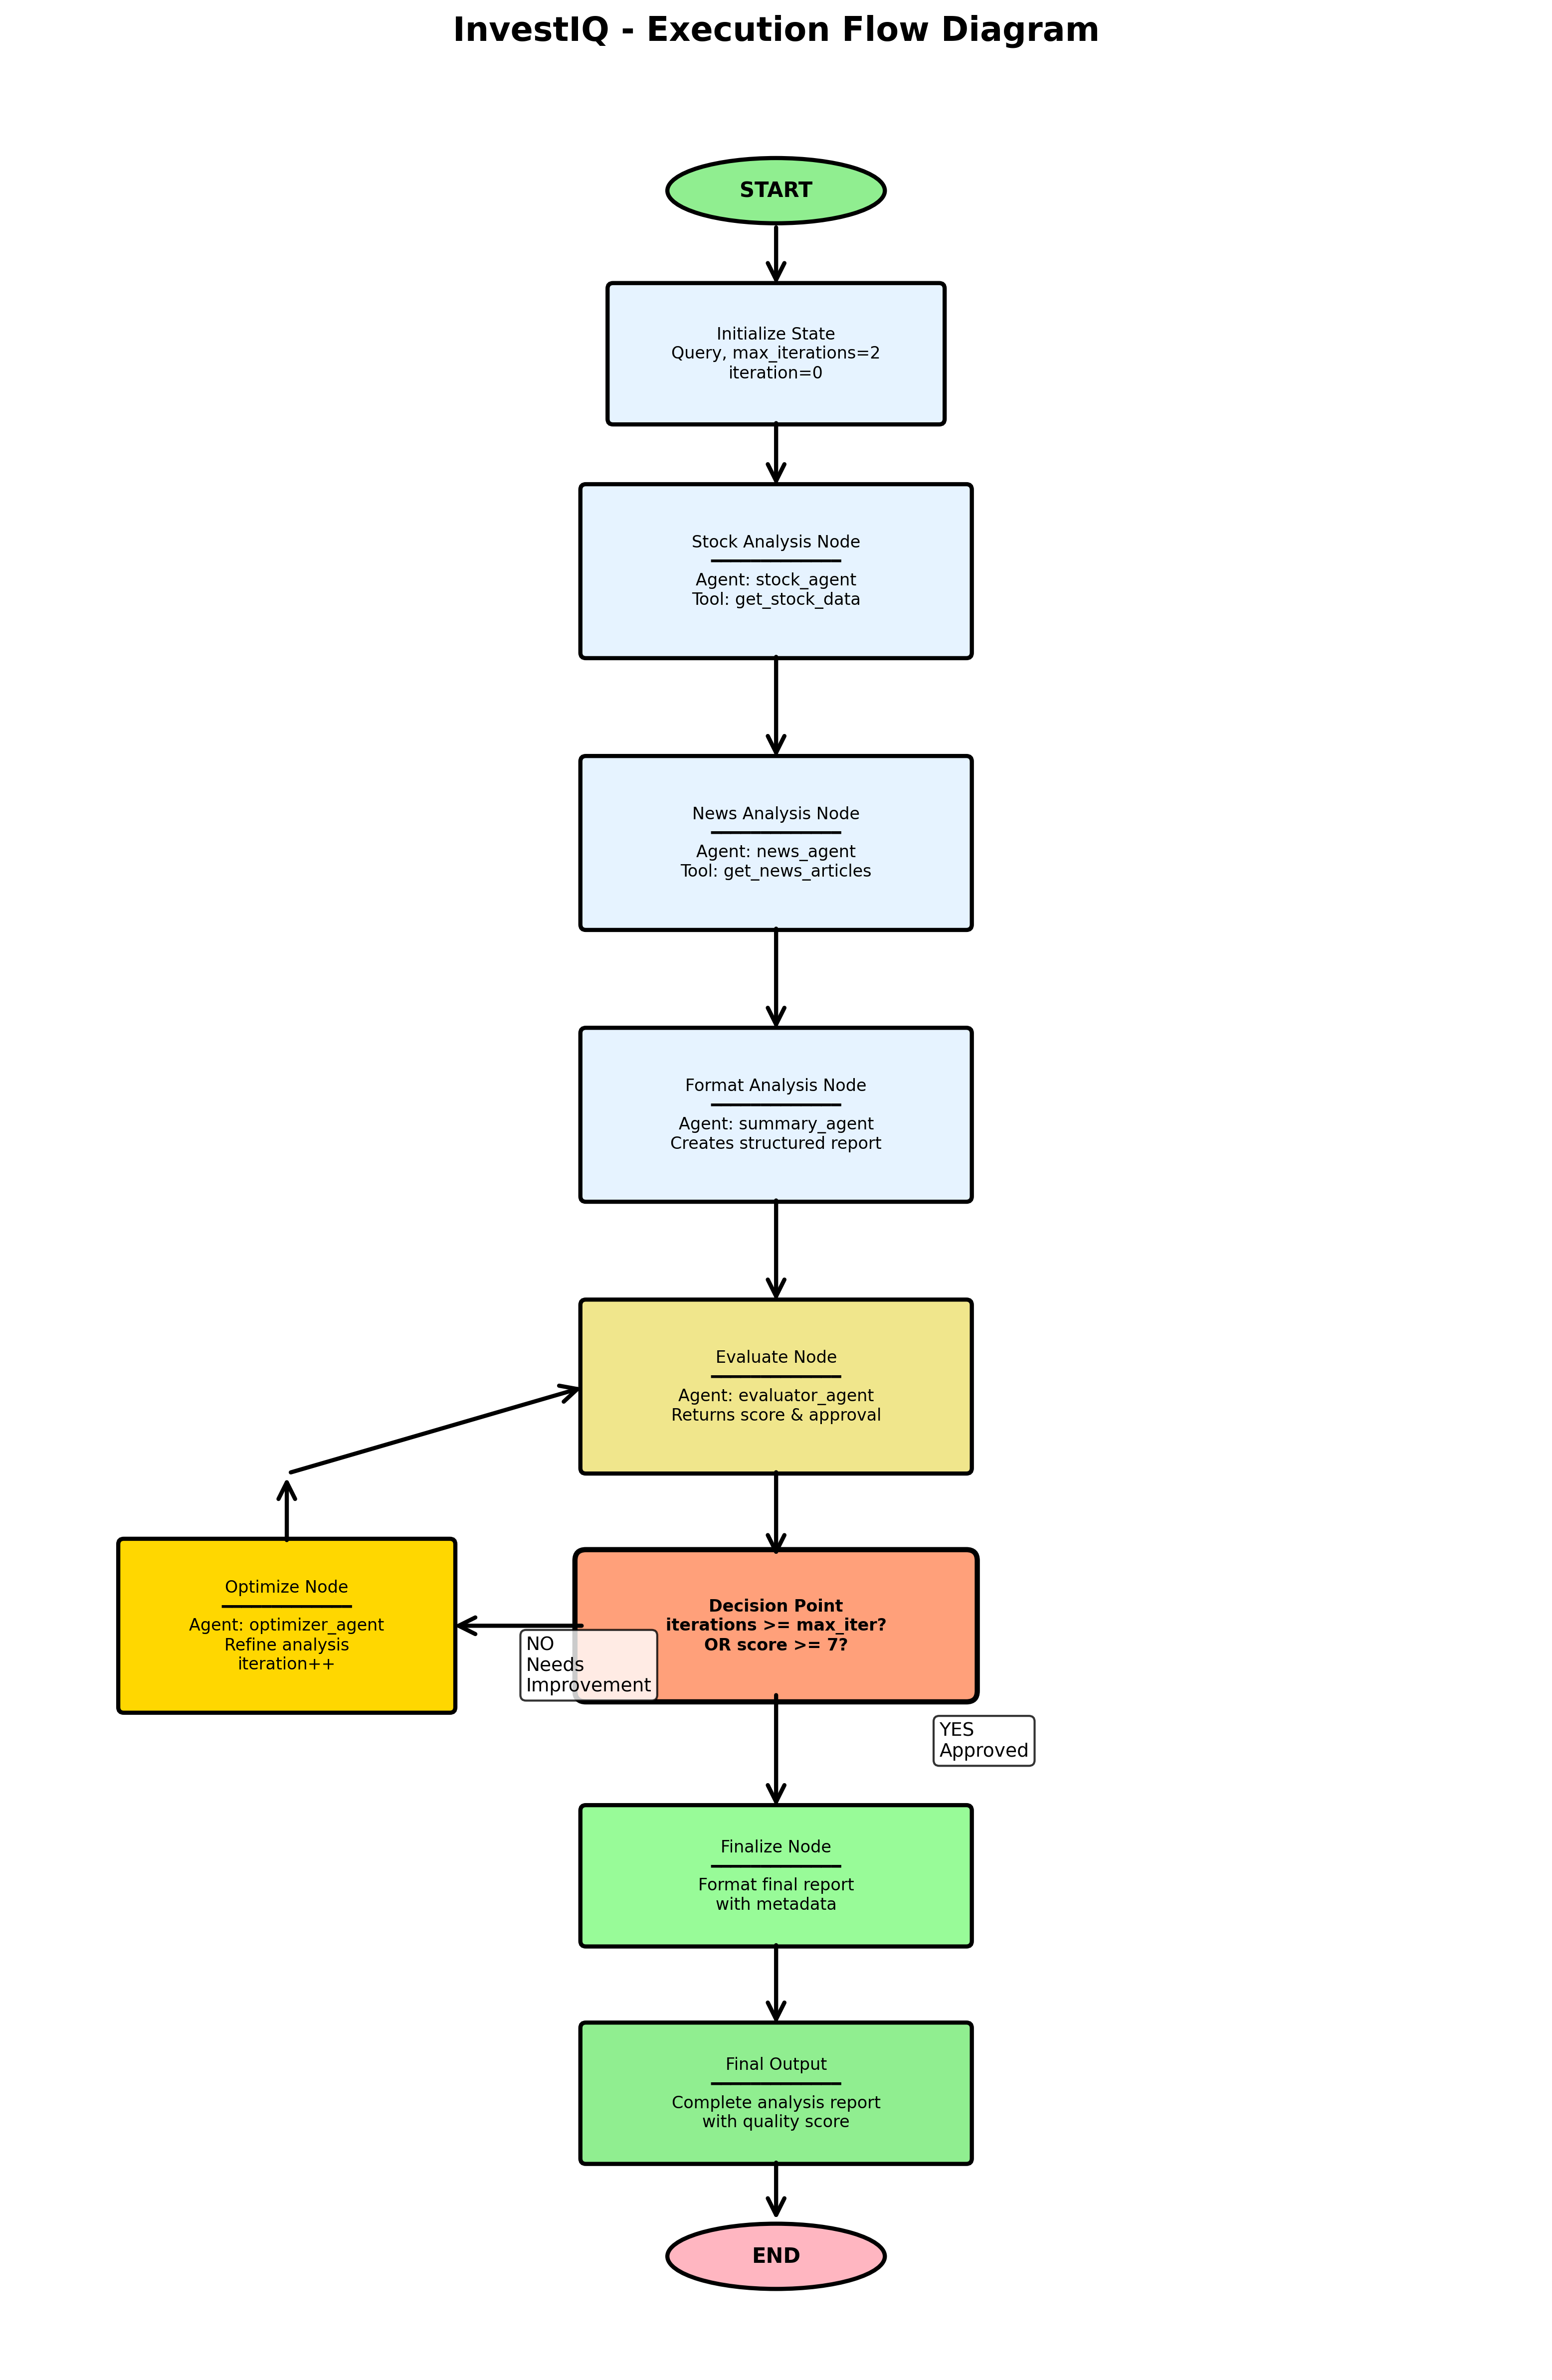 InvestIQ - Execution Flow Diagram
START
Initialize State
Query, max_iterations=2
iteration=0
Stock Analysis Node
Agent: stock_agent
Tool: get_stock_data
News Analysis Node
Agent: news_agent
Tool: get_news_articles
Format Analysis Node
Agent: summary_agent
Creates structured report
Evaluate Node
Agent: evaluator_agent
Returns score & approval
Optimize Node
Agent: optimizer_agent
Refine analysis
iteration++
Decision Point
iterations >= max_iter?
OR score >= 7?
NO
Needs
Improvement
YES
Approved
Finalize Node
Format final report
with metadata
Final Output
Complete analysis report
with quality score
END